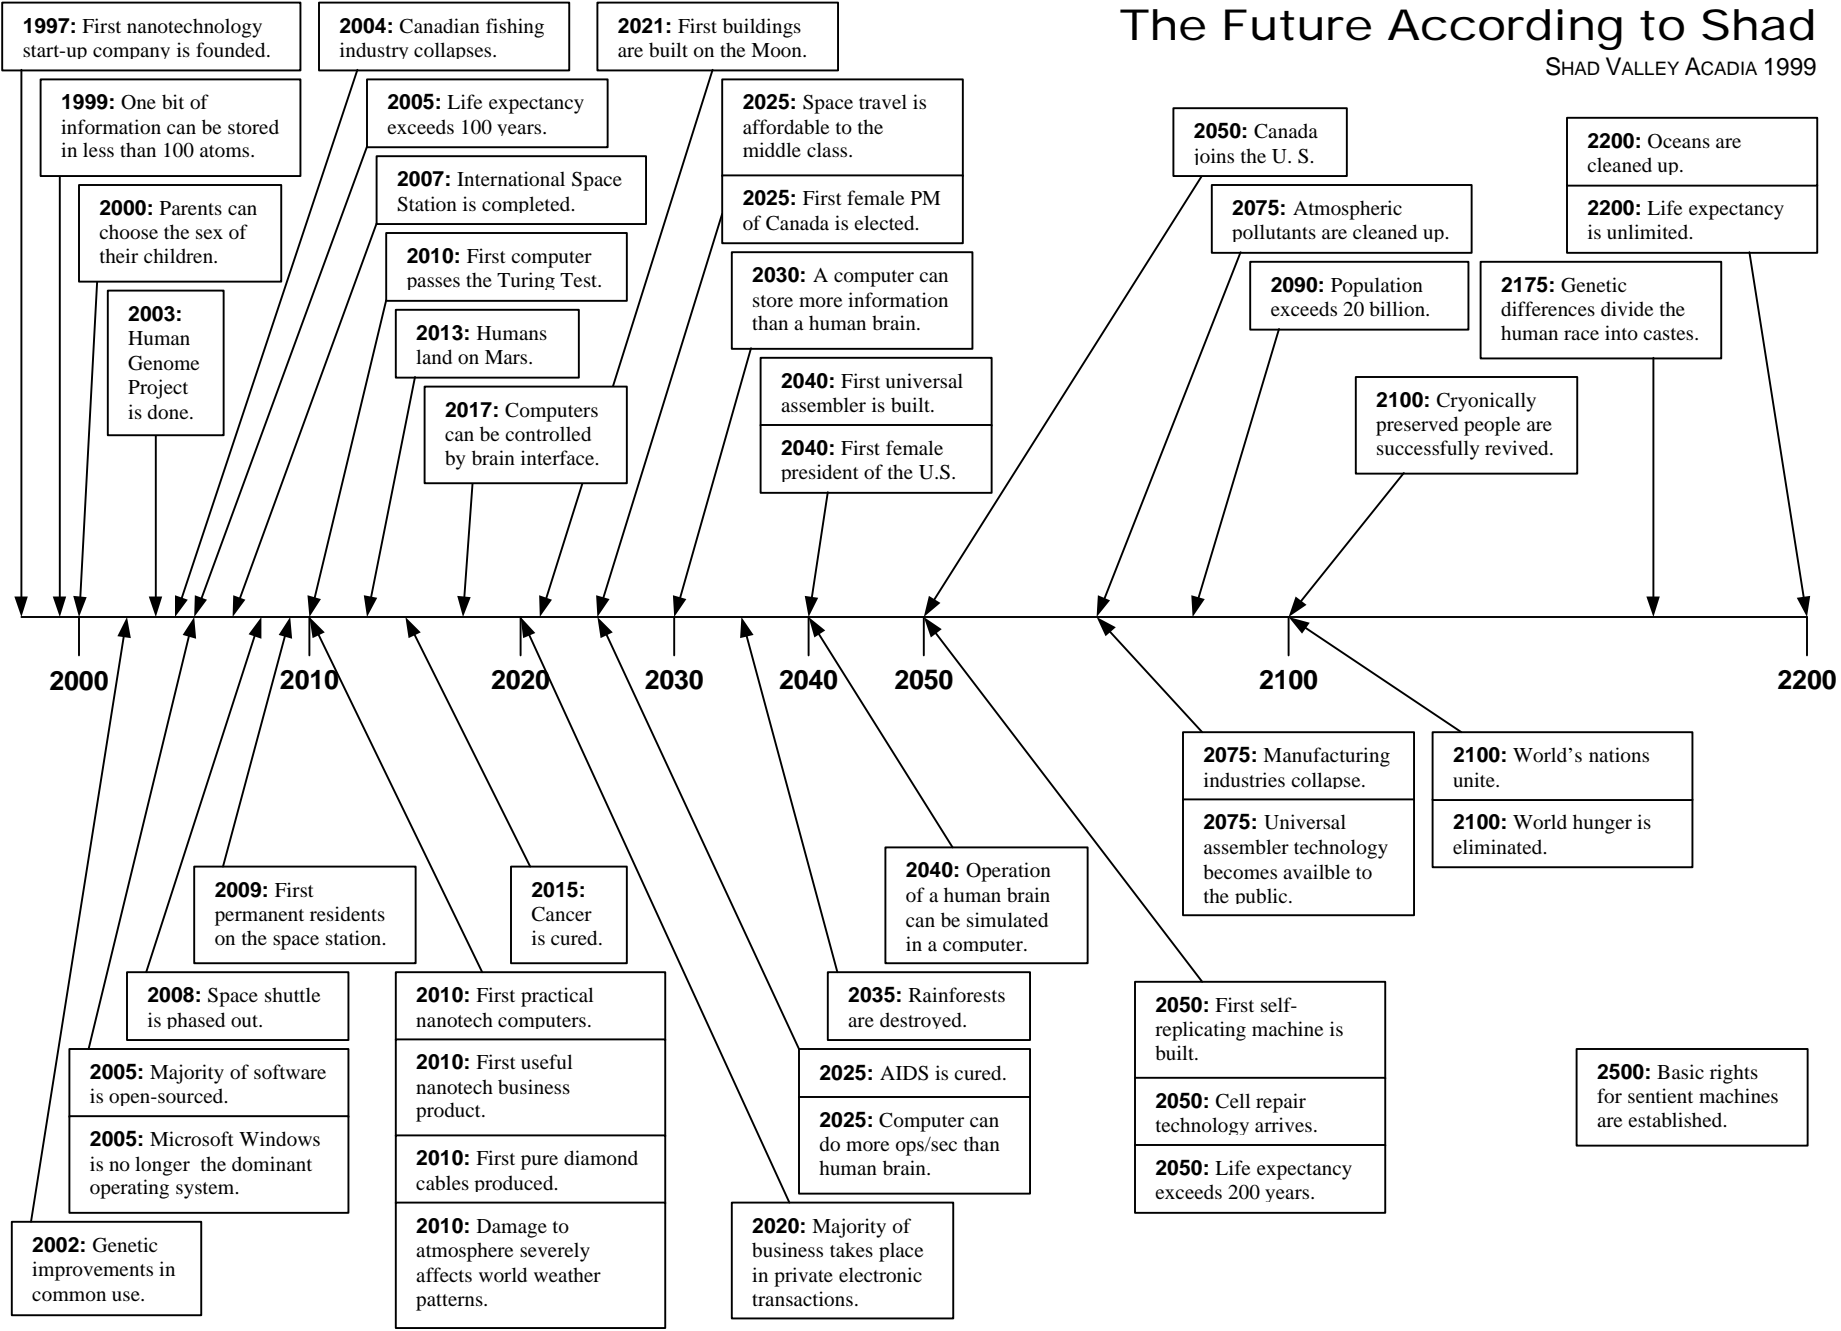 The Future According to Shad
SHAD VALLEY ACADIA 1999
1997: First nanotechnology
start-up company is founded.
1999: One bit of
information can be stored
in less than 100 atoms.
2000: Parents can
choose the sex of
their children.
2003:
Human
Genome
Project
is done.
2004: Canadian fishing
industry collapses.
2005: Life expectancy
exceeds 100 years.
2007: International Space
Station is completed.
2010: First computer
passes the Turing Test.
2013: Humans
land on Mars.
2017: Computers
can be controlled
by brain interface.
2021: First buildings
are built on the Moon.
2025: Space travel is
affordable to the
middle class.
2025: First female PM
of Canada is elected.
2030: A computer can
store more information
than a human brain.
2040: First universal
assembler is built.
2040: First female
president of the U.S.
2050: Canada
joins the U. S.
2075: Atmospheric
pollutants are cleaned up.
2090: Population
exceeds 20 billion.
2100: Cryonically
preserved people are
successfully revived.
2175: Genetic
differences divide the
human race into castes.
2200: Oceans are
cleaned up.
2200: Life expectancy
is unlimited.
2000
2010
2020
2030
2040
2050
2100
2200
2002: Genetic
improvements in
common use.
2005: Majority of software
is open-sourced.
2005: Microsoft Windows
is no longer the dominant
operating system.
2008: Space shuttle
is phased out.
2009: First
permanent residents
on the space station.
2010: First practical
nanotech computers.
2010: First useful
nanotech business
product.
2010: First pure diamond
cables produced.
2010: Damage to
atmosphere severely
affects world weather
patterns.
2015:
Cancer
is cured.
2020: Majority of
business takes place
in private electronic
transactions.
2025: AIDS is cured.
2025: Computer can
do more ops/sec than
human brain.
2035: Rainforests
are destroyed.
2040: Operation
of a human brain
can be simulated
in a computer.
2050: First self-
replicating machine is
built.
2050: Cell repair
technology arrives.
2050: Life expectancy
exceeds 200 years.
2075: Manufacturing
industries collapse.
2075: Universal
assembler technology
becomes availble to
the public.
2100: World's nations
unite.
2100: World hunger is
eliminated.
2500: Basic rights
for sentient machines
are established.